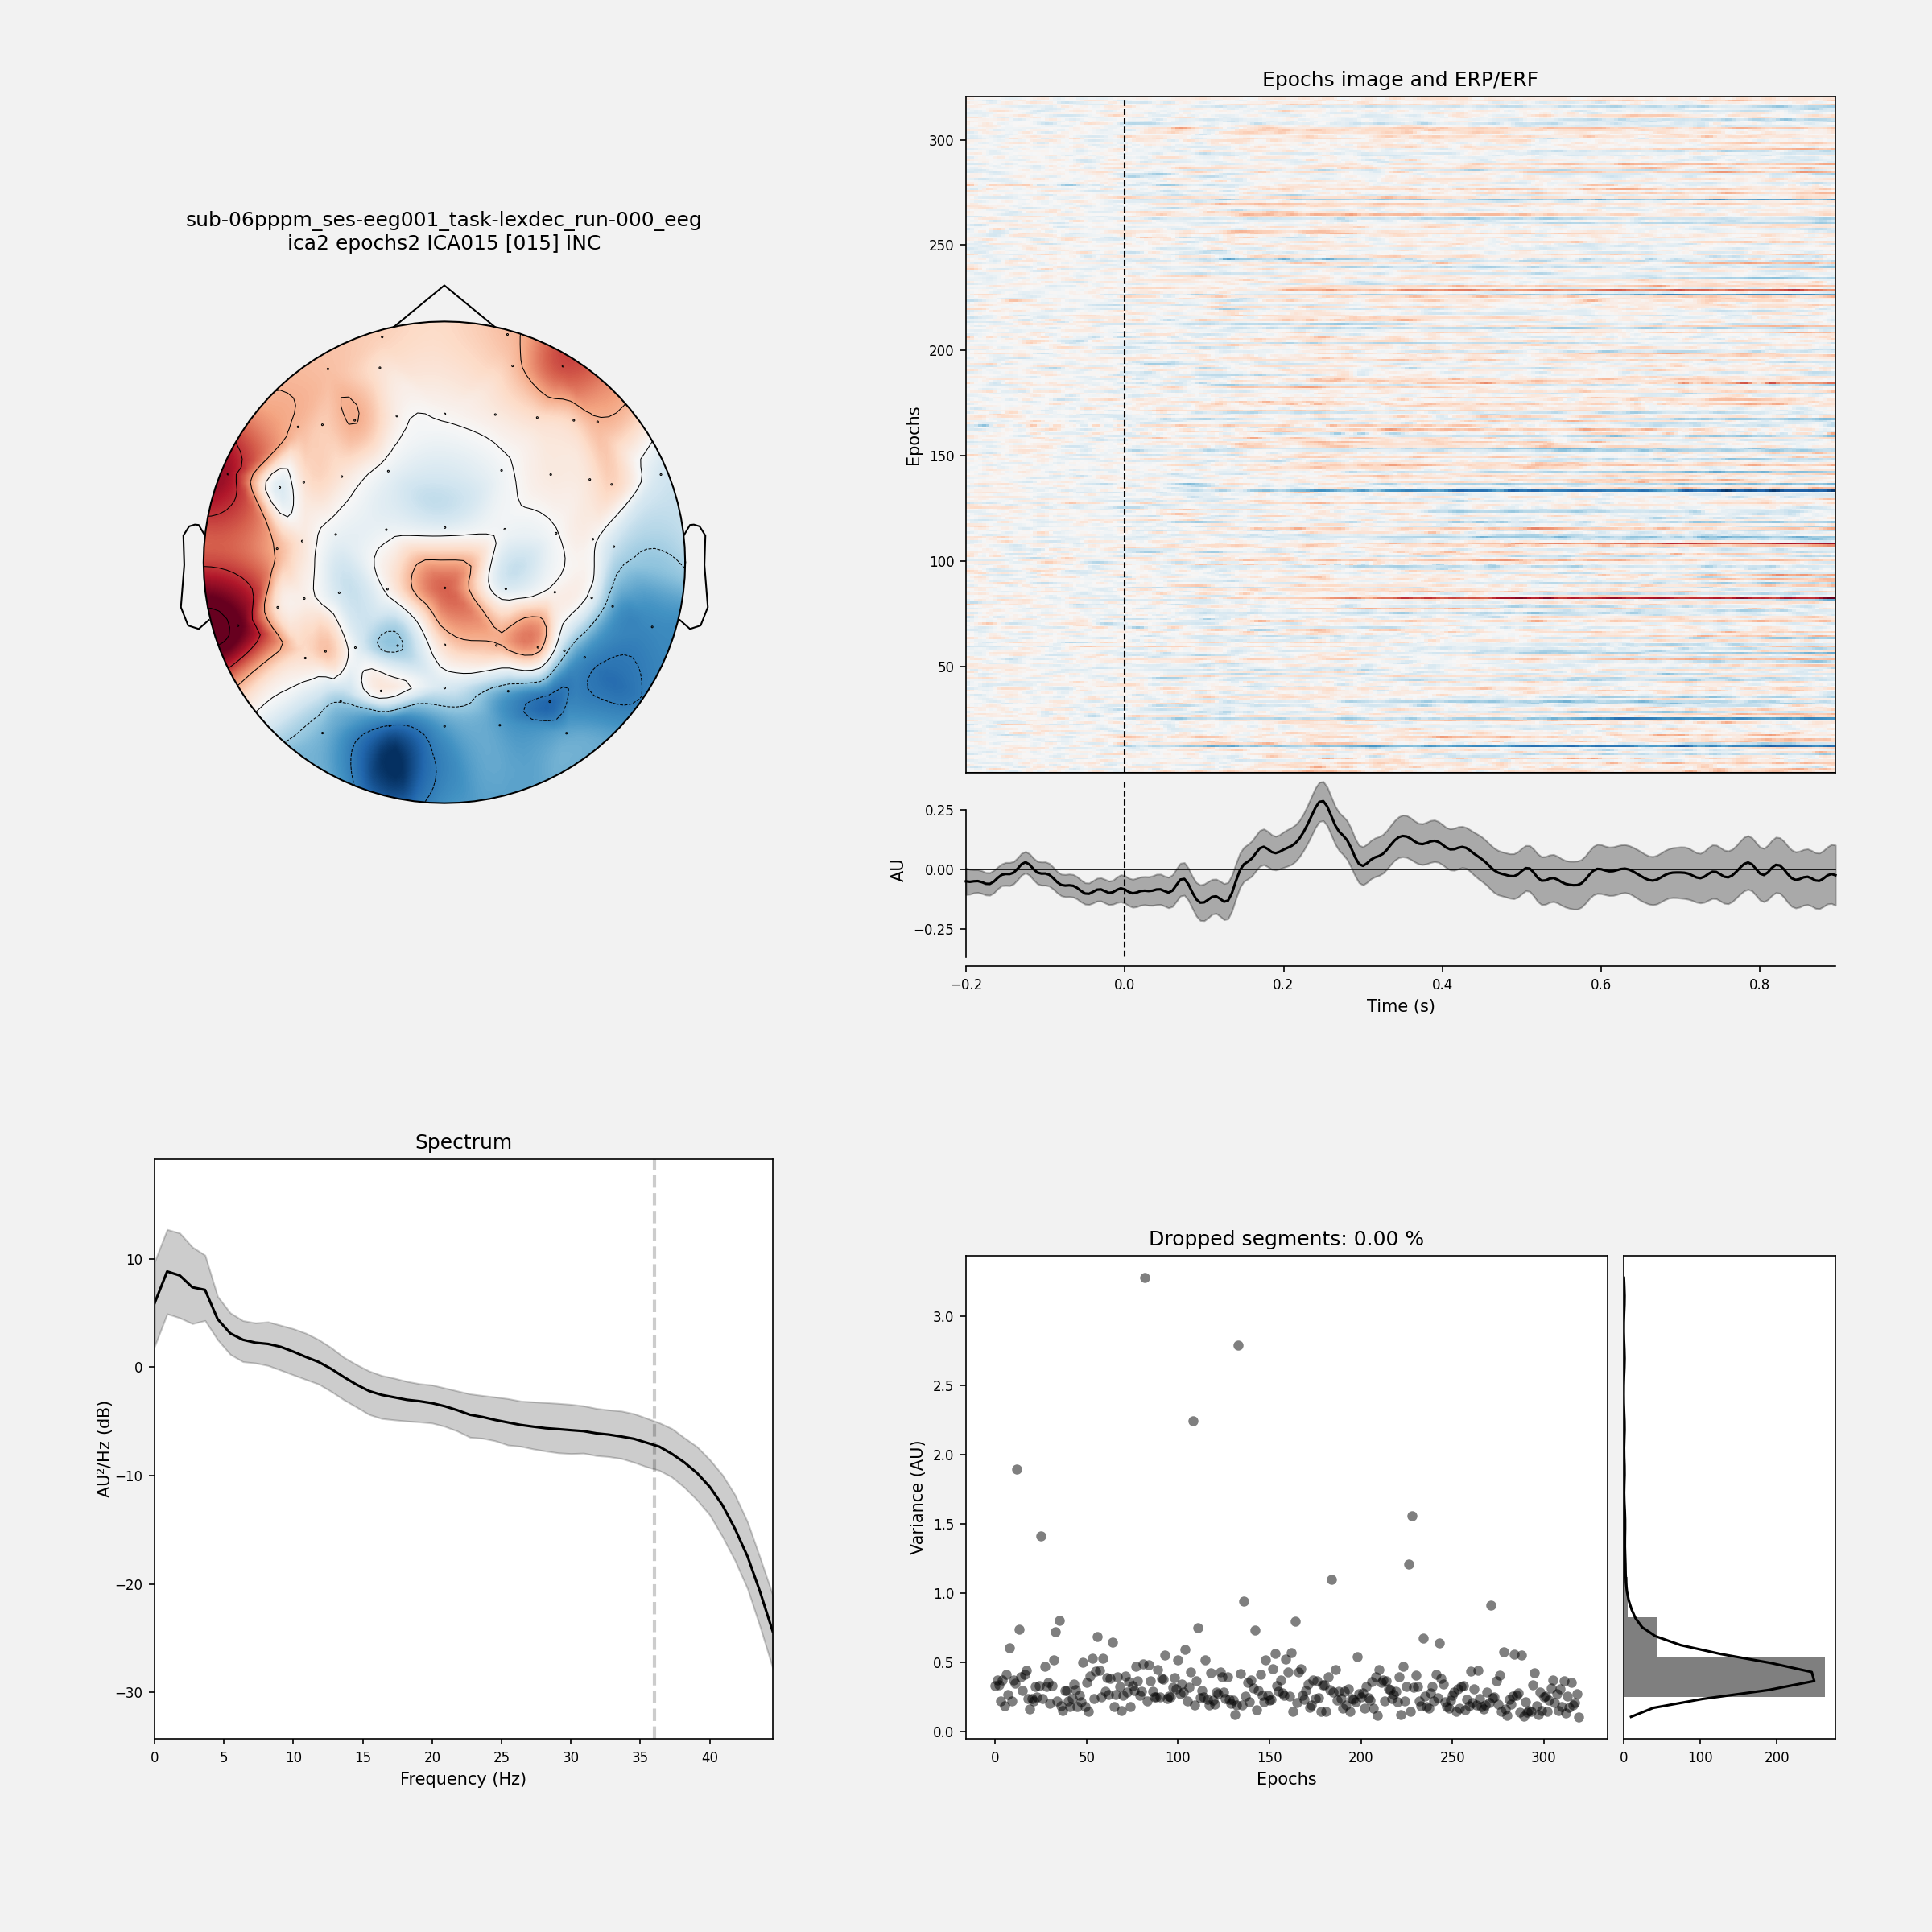 sub-06pppm_ses-eeg001_task-lexdec_run-000_eeg
ica2 epochs2 ICA015 [015] INC
Epochs image and ERP/ERF
Epochs
300
250
200
150
100
50
AU
0.25
0.00
−0.25
−0.2 0.0 0.2 0.4 0.6 0.8
Time (s)
Spectrum
AU²/Hz (dB)
10
0
−10
−20
−30
0 5 10 15 20 25 30 35 40
Frequency (Hz)
Dropped segments: 0.00 %
Variance (AU)
3.0
2.5
2.0
1.5
1.0
0.5
0.0
0 50 100 150 200 250 300
Epochs
0 100 200